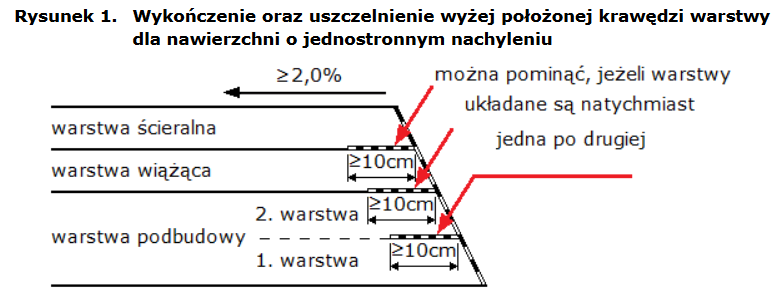 Rysunek 1. Wykończenie oraz uszczelnienie wyżej położonej krawędzi warstwy
dla nawierzchni o jednostronnym nachyleniu
≥2,0%
można pominąć, jeżeli warstwy
układane są natychmiast
jedna po drugiej
warstwa ścieralna
≥10cm
warstwa wiążąca
≥10cm
2. warstwa
warstwa podbudowy
≥10cm
1. warstwa